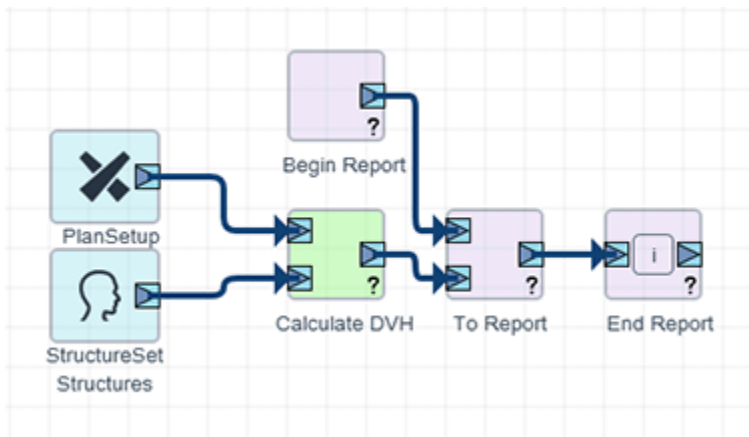 ?
Begin Report
PlanSetup
?
Calculate DVH
?
To Report
i
?
End Report
StructureSet
Structures